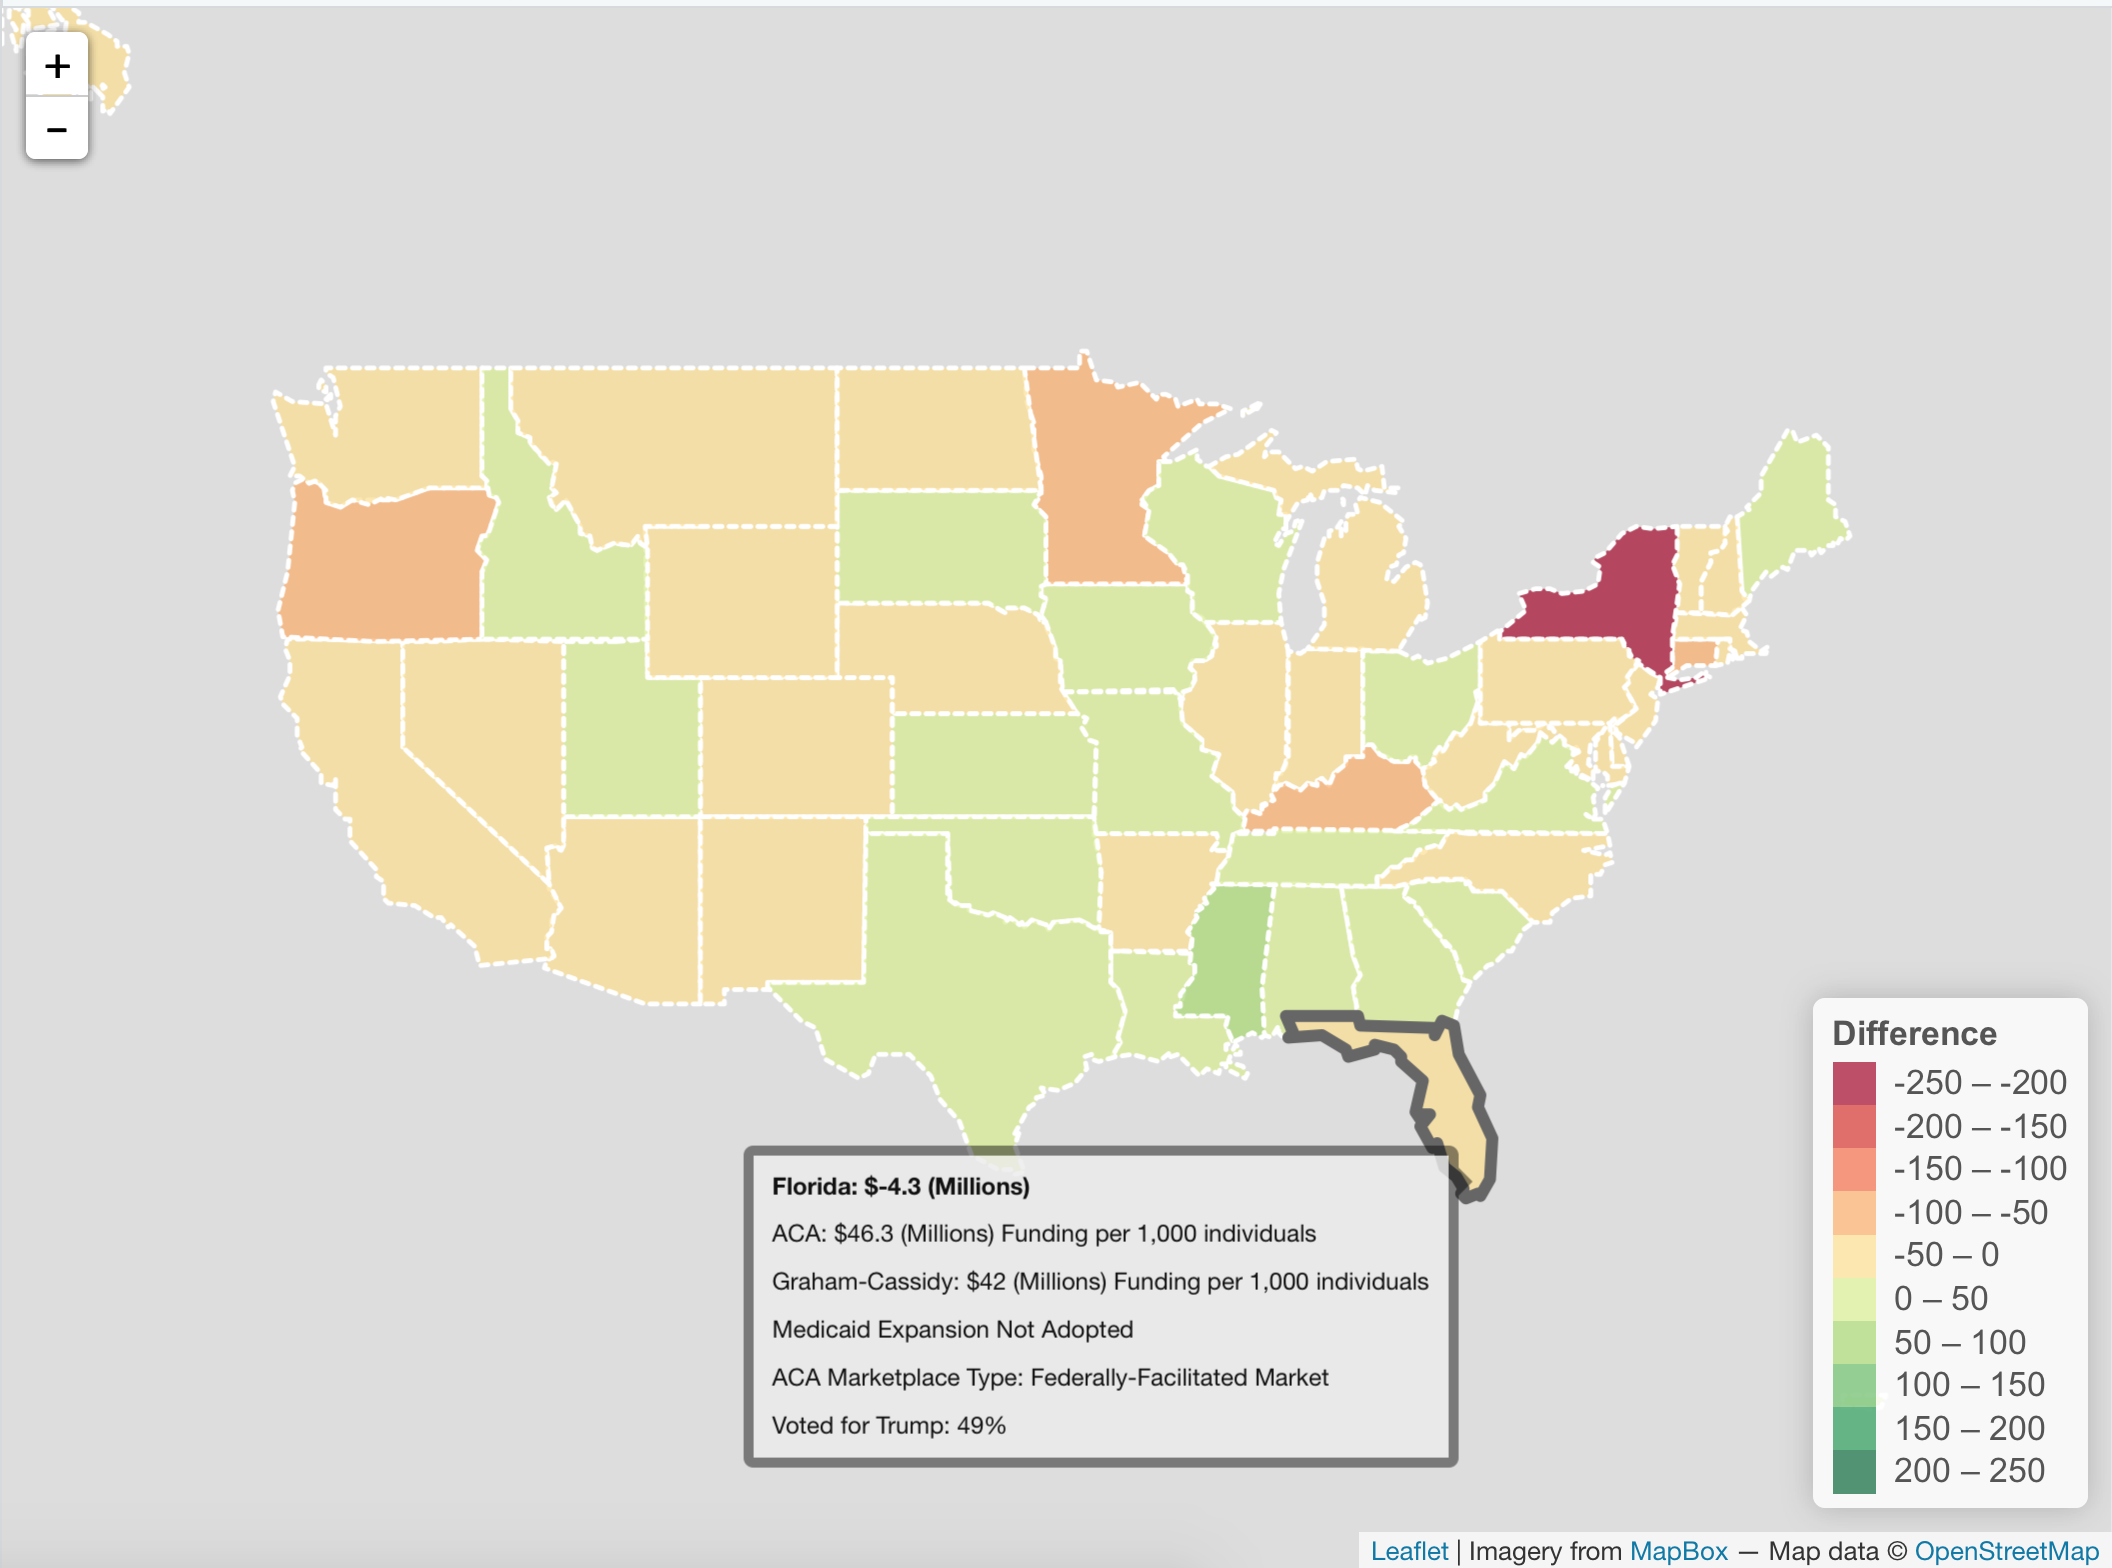 +
−
Florida: $-4.3 (Millions)
ACA: $46.3 (Millions) Funding per 1,000 individuals
Graham-Cassidy: $42 (Millions) Funding per 1,000 individuals
Medicaid Expansion Not Adopted
ACA Marketplace Type: Federally-Facilitated Market
Voted for Trump: 49%
Difference
-250 – -200
-200 – -150
-150 – -100
-100 – -50
-50 – 0
0 – 50
50 – 100
100 – 150
150 – 200
200 – 250
Leaflet | Imagery from MapBox — Map data © OpenStreetMap